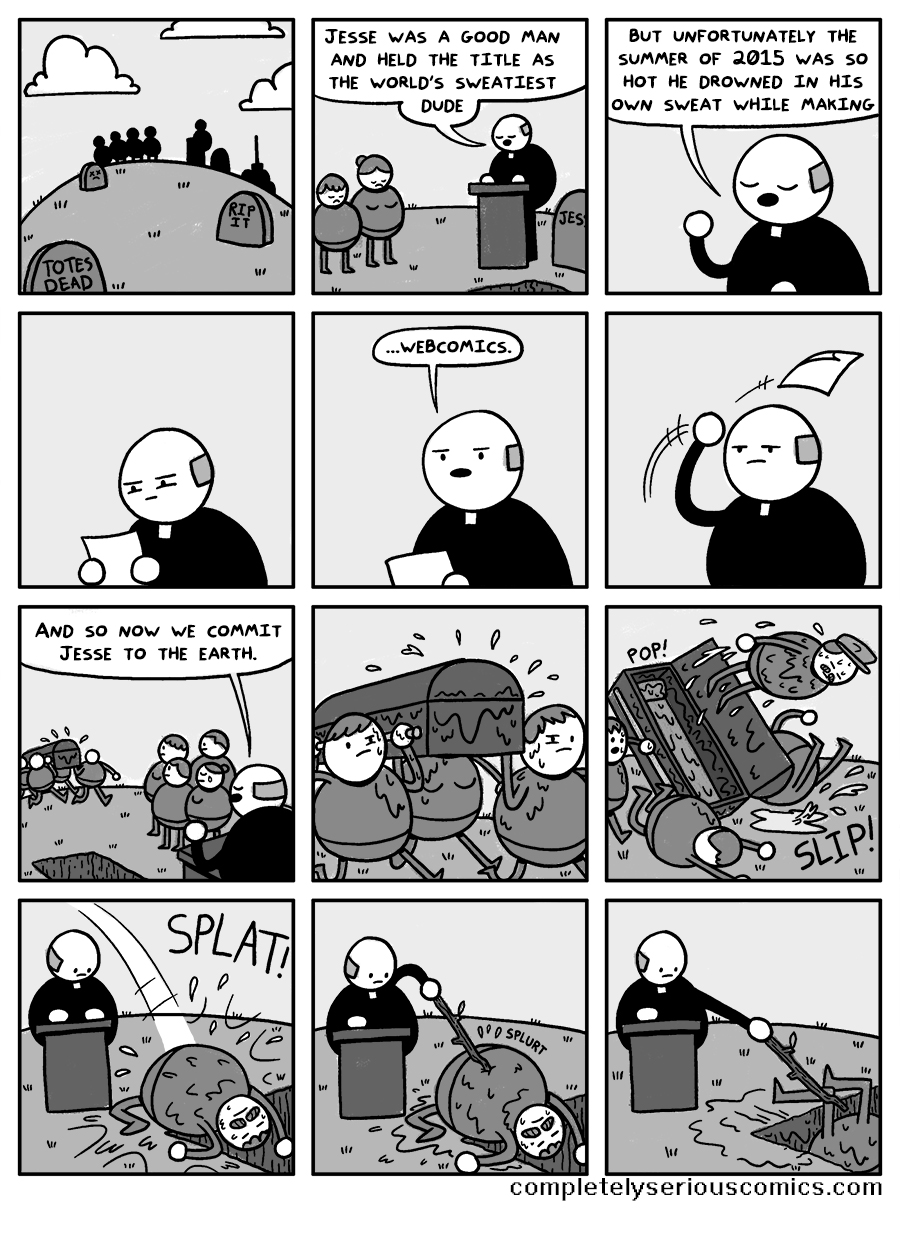 RIP
IT
TOTES
DEAD
JESSE WAS A GOOD MAN
AND HELD THE TITLE AS
THE WORLD'S SWEATIEST
DUDE
JES
BUT UNFORTUNATELY THE
SUMMER OF 2015 WAS SO
HOT HE DROWNED IN HIS
OWN SWEAT WHILE MAKING
...WEBCOMICS.
AND SO NOW WE COMMIT
JESSE TO THE EARTH.
POP!
SLIP!
SPLAT!
SPLURT
completelyseriouscomics.com